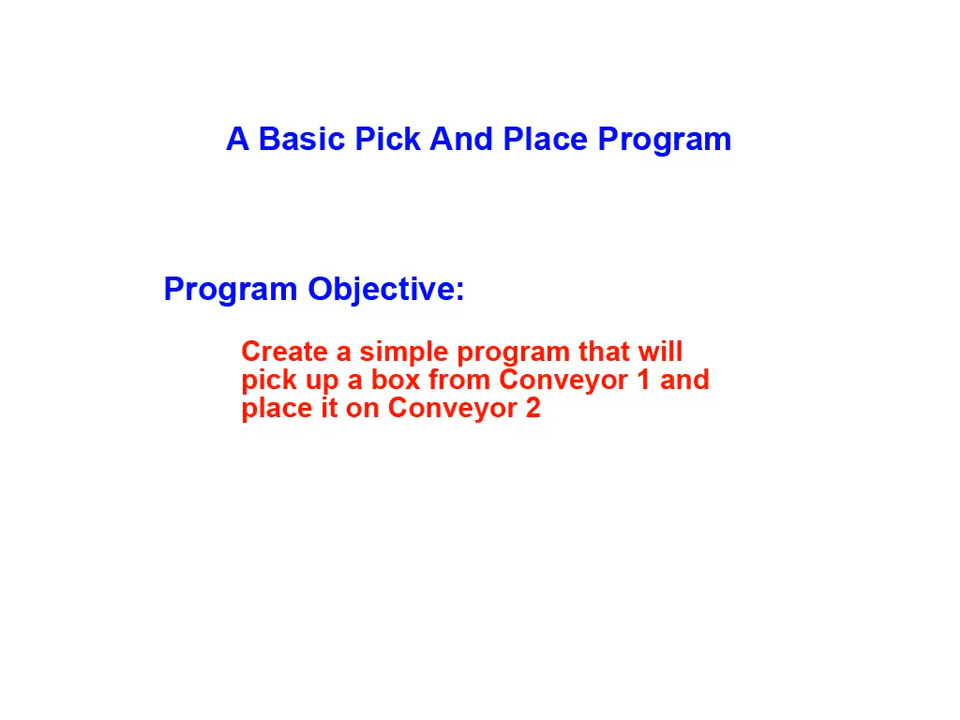 A Basic Pick And Place Program
Program Objective:
Create a simple program that will
pick up a box from Conveyor 1 and
place it on Conveyor 2